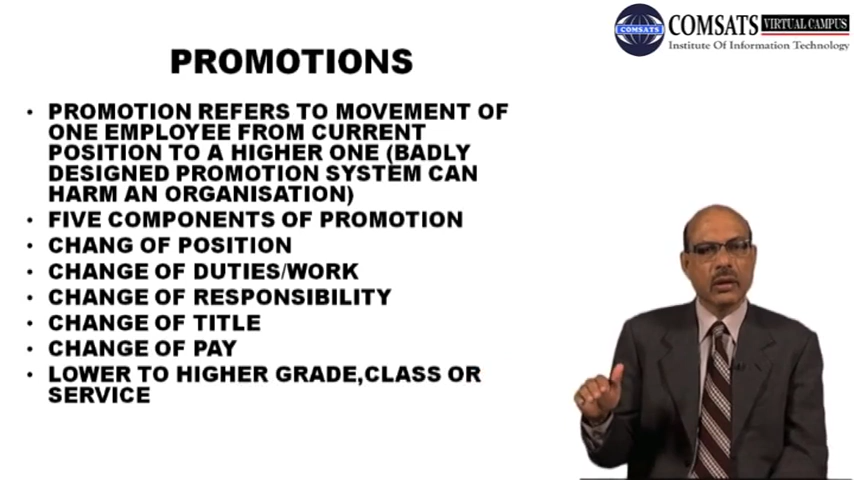 COMSATS
COMSATS VIRTUAL CAMPUS
Institute Of Information Technology
PROMOTIONS
• PROMOTION REFERS TO MOVEMENT OF
ONE EMPLOYEE FROM CURRENT
POSITION TO A HIGHER ONE (BADLY
DESIGNED PROMOTION SYSTEM CAN
HARM AN ORGANISATION)
• FIVE COMPONENTS OF PROMOTION
• CHANG OF POSITION
• CHANGE OF DUTIES/WORK
• CHANGE OF RESPONSIBILITY
• CHANGE OF TITLE
• CHANGE OF PAY
• LOWER TO HIGHER GRADE,CLASS OR
SERVICE